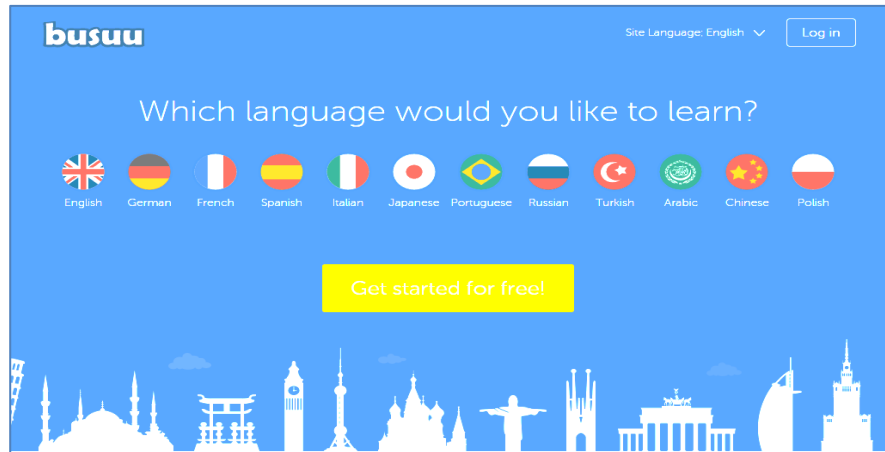 busuu
Site Language: English
Log in
Which language would you like to learn?
English German French Spanish Italian Japanese Portuguese Russian Turkish Arabic Chinese Polish
Get started for free!